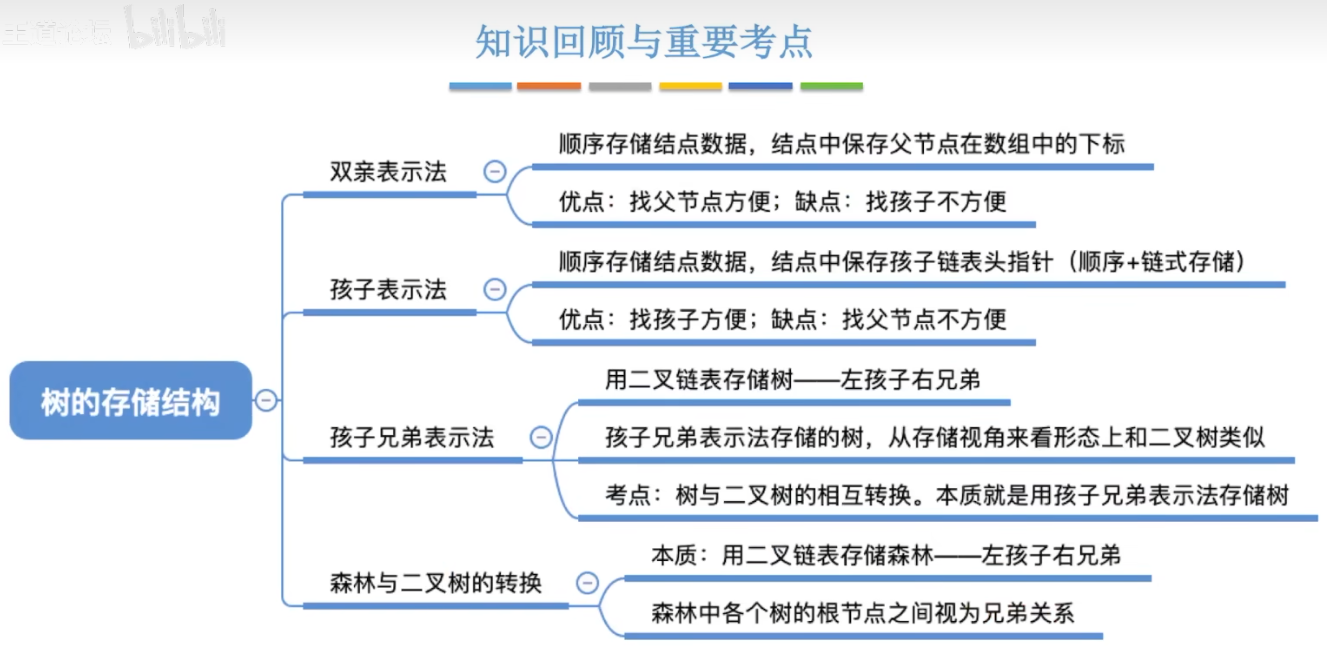 王道论坛 bilibili
知识回顾与重要考点
双亲表示法
顺序存储结点数据，结点中保存父节点在数组中的下标
优点：找父节点方便；缺点：找孩子不方便
孩子表示法
顺序存储结点数据，结点中保存孩子链表头指针（顺序+链式存储）
优点：找孩子方便；缺点：找父节点不方便
树的存储结构
孩子兄弟表示法
用二叉链表存储树——左孩子右兄弟
孩子兄弟表示法存储的树，从存储视角来看形态上和二叉树类似
考点：树与二叉树的相互转换。本质就是用孩子兄弟表示法存储树
森林与二叉树的转换
本质：用二叉链表存储森林——左孩子右兄弟
森林中各个树的根节点之间视为兄弟关系